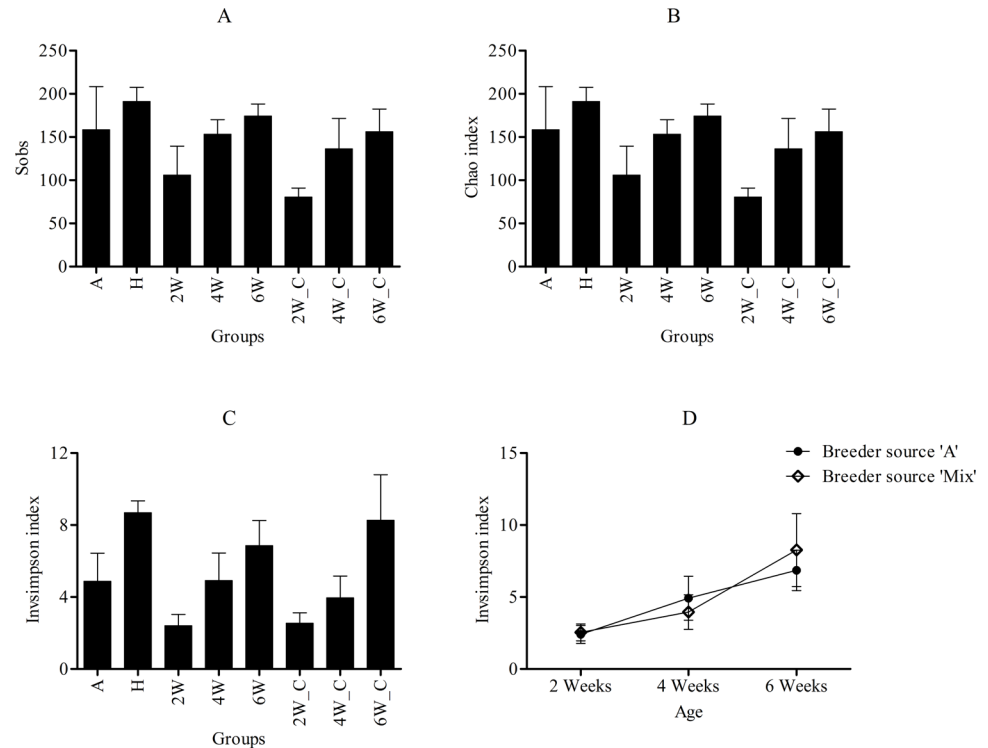 A
Sobs
250
200
150
100
50
0
A
H
2W
4W
6W
2W_C
4W_C
6W_C
Groups
B
Chao index
250
200
150
100
50
0
A
H
2W
4W
6W
2W_C
4W_C
6W_C
Groups
C
Invsimpson index
12
8
4
0
A
H
2W
4W
6W
2W_C
4W_C
6W_C
Groups
D
Breeder source 'A'
Breeder source 'Mix'
Invsimpson index
15
10
5
0
2 Weeks 4 Weeks 6 Weeks
Age